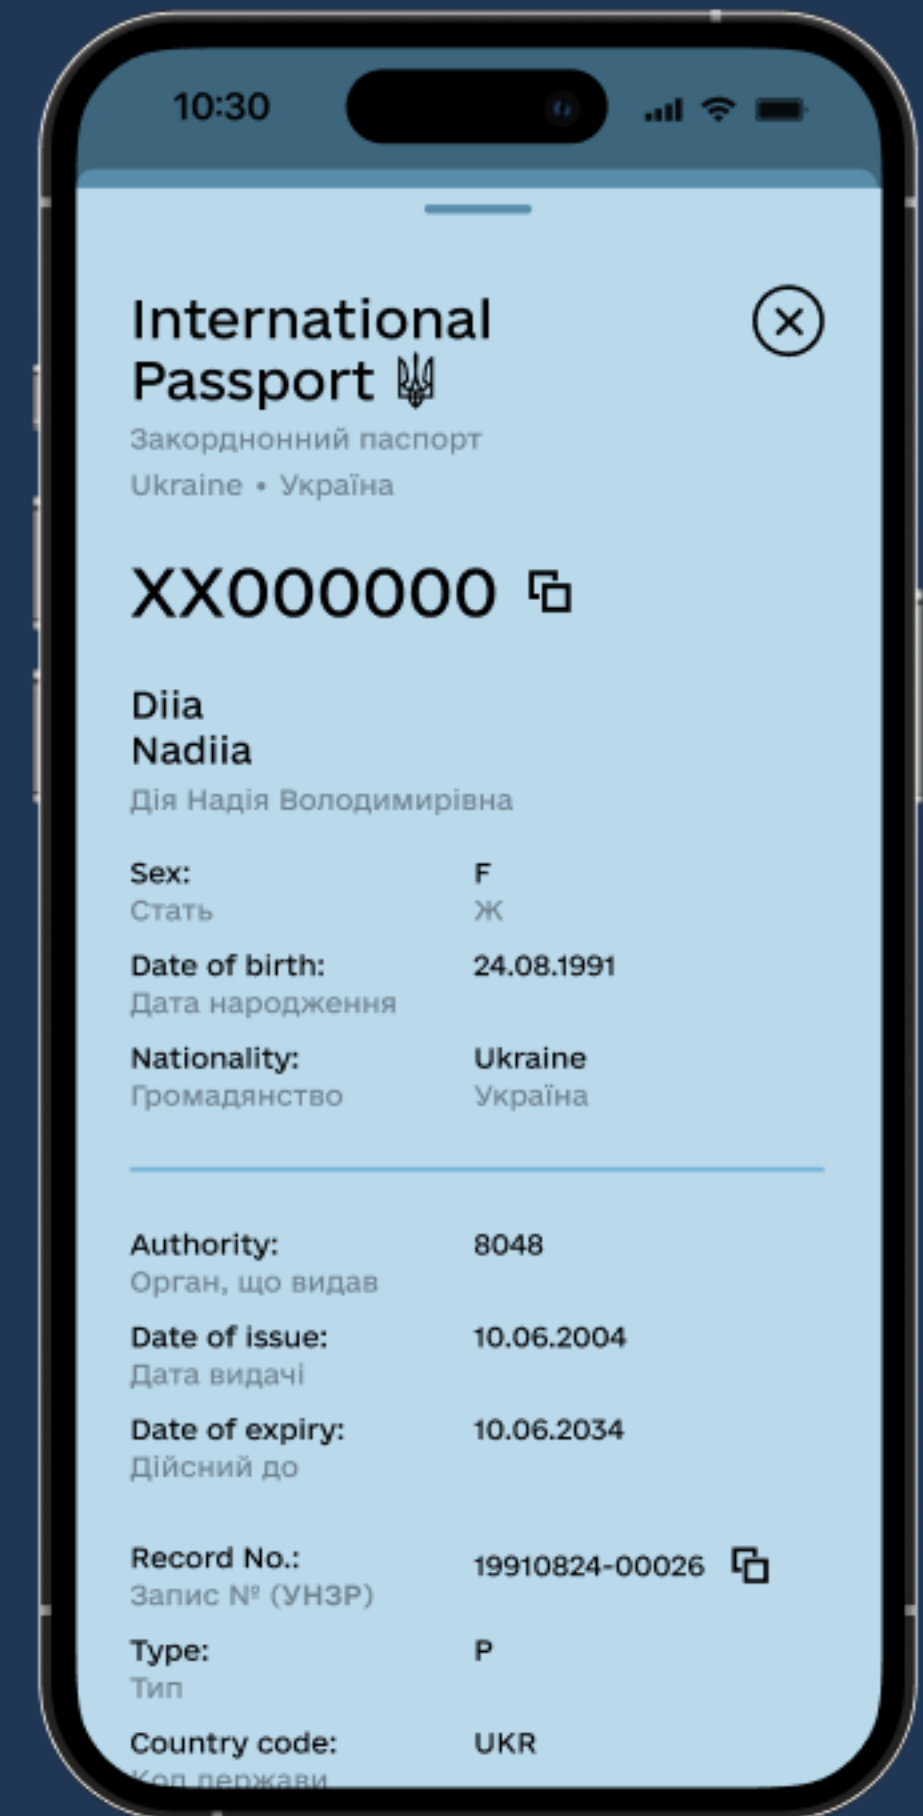 10:30
International
Passport
Закорднонний паспорт
Ukraine • Україна
XX000000
Diia
Nadiia
Дія Надія Володимирівна
Sex: F
Стать Ж
Date of birth: 24.08.1991
Дата народження
Nationality: Ukraine
Громадянство Україна
Authority: 8048
Орган, що видав
Date of issue: 10.06.2004
Дата видачі
Date of expiry: 10.06.2034
Дійсний до
Record No.: 19910824-00026
Запис № (УНЗР)
Type: P
Тип
Country code: UKR
Код держави